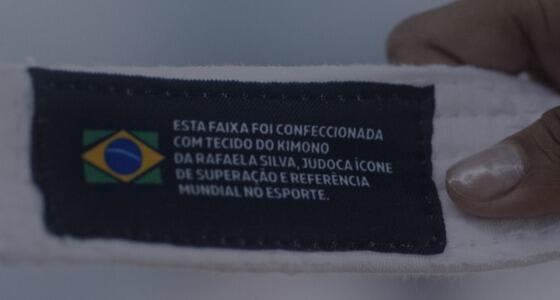 ESTA FAIXA FOI CONFECCIONADA
COM TECIDO DO KIMONO
DA RAFAELA SILVA, JUDOCA ÍCONE
DE SUPERAÇÃO E REFERÊNCIA
MUNDIAL NO ESPORTE.